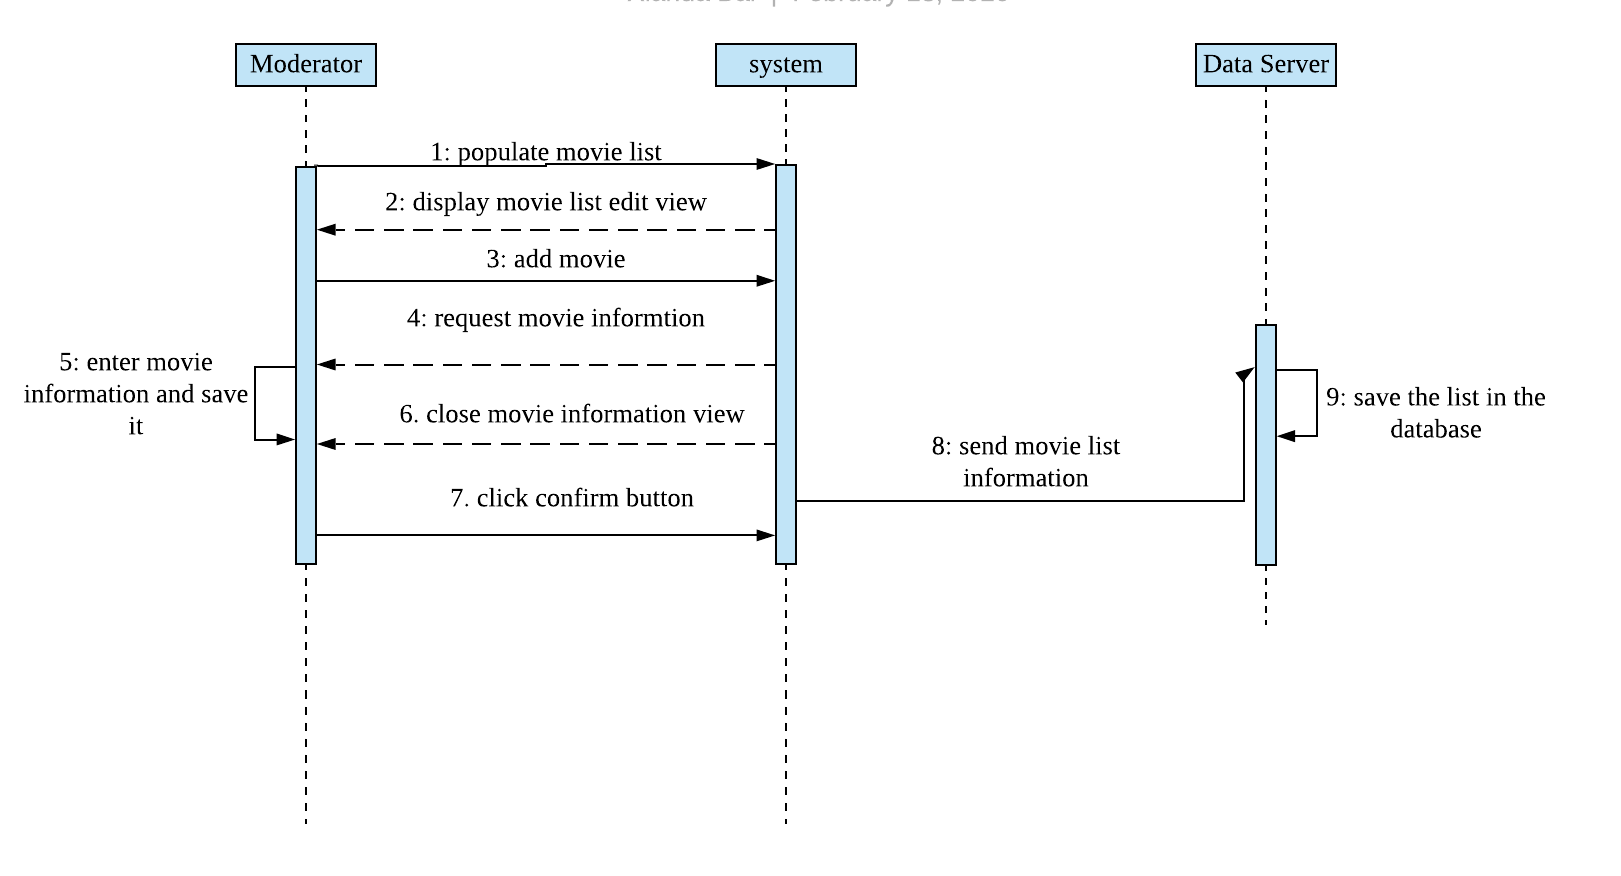 Moderator
system
Data Server
1: populate movie list
2: display movie list edit view
3: add movie
4: request movie informtion
5: enter movie
information and save
it
6. close movie information view
7. click confirm button
8: send movie list
information
9: save the list in the
database